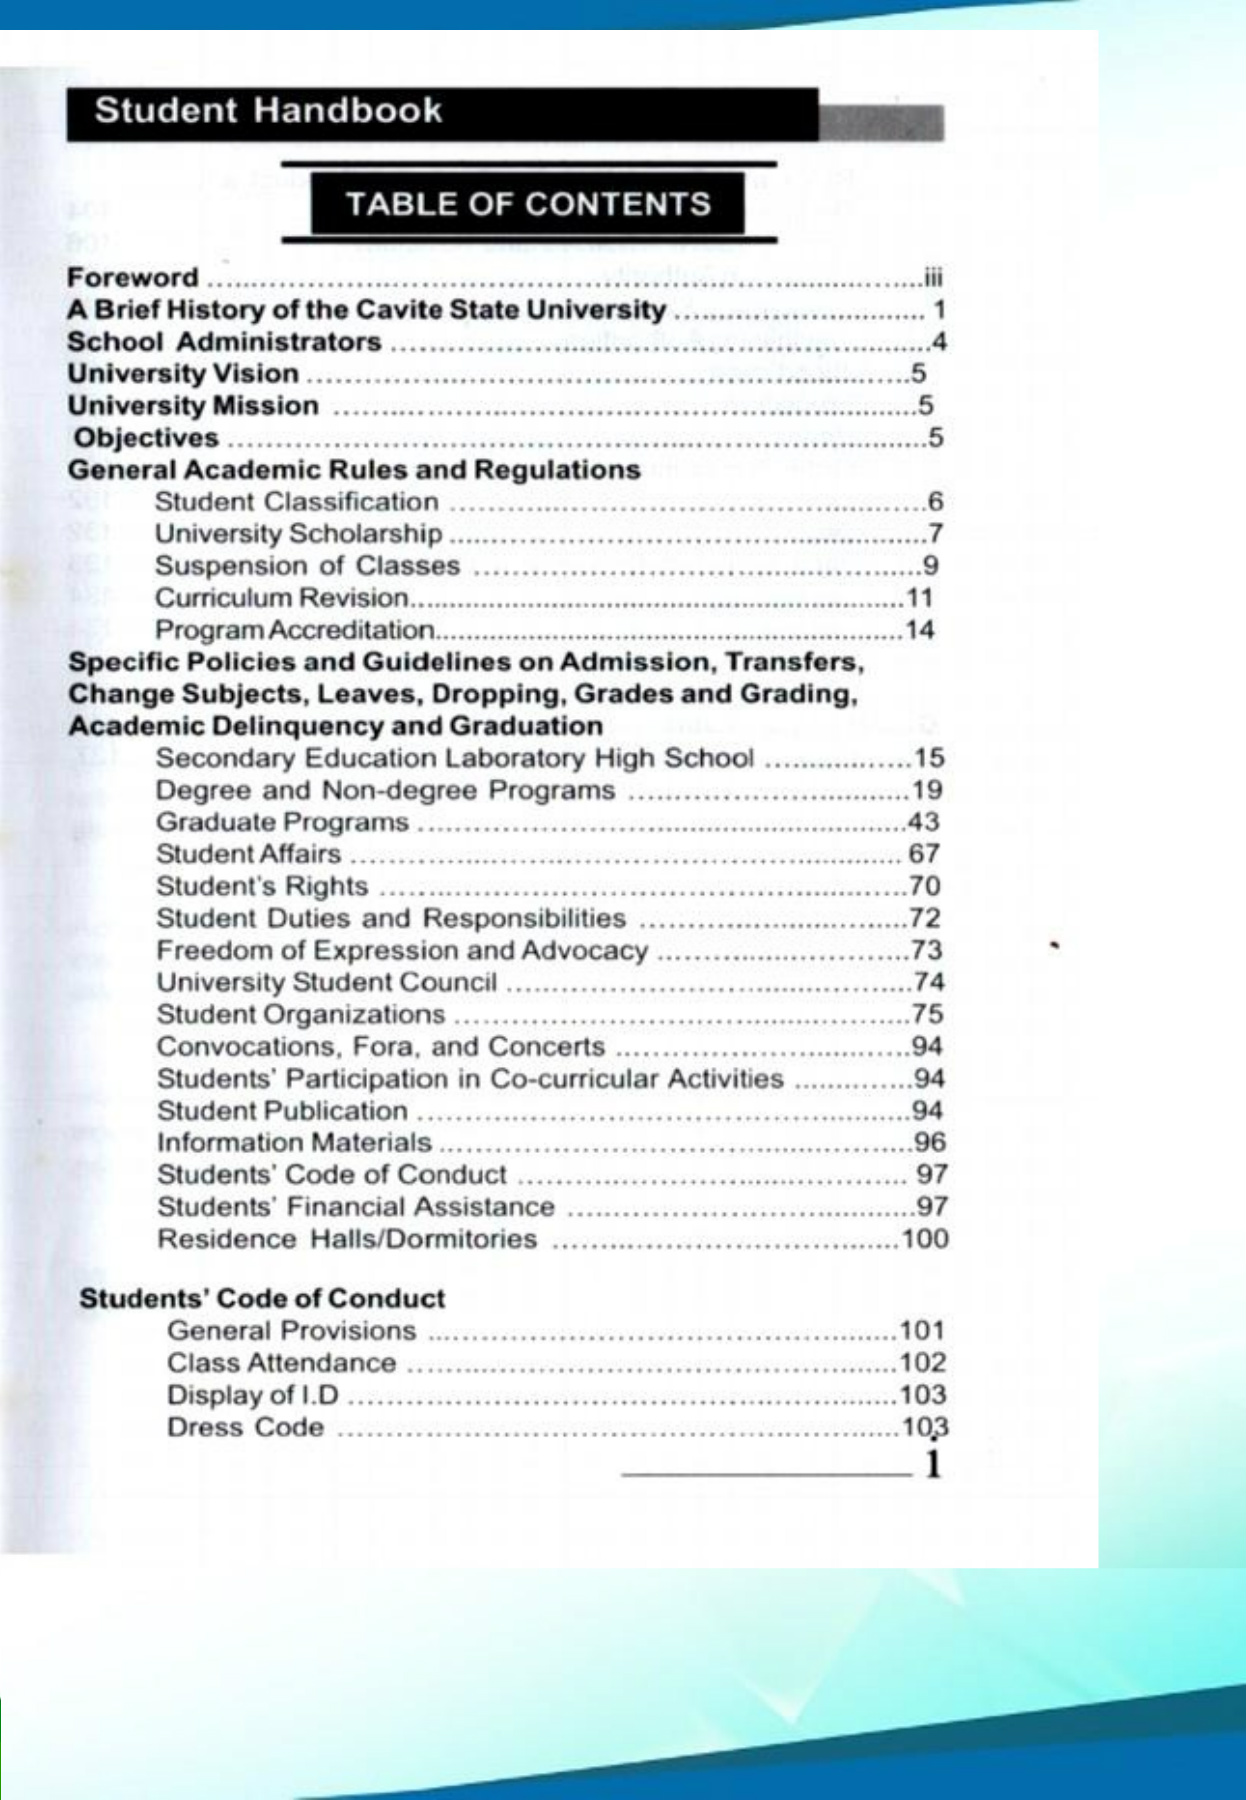 Student Handbook
TABLE OF CONTENTS
Foreword ........................................................................ iii
A Brief History of the Cavite State University ............................ 1
School Administrators ........................................................ 4
University Vision ................................................................ 5
University Mission .............................................................. 5
Objectives ........................................................................ 5
General Academic Rules and Regulations
Student Classification ................................................ 6
University Scholarship ................................................ 7
Suspension of Classes .............................................. 9
Curriculum Revision.................................................. 11
Program Accreditation............................................... 14
Specific Policies and Guidelines on Admission, Transfers,
Change Subjects, Leaves, Dropping, Grades and Grading,
Academic Delinquency and Graduation
Secondary Education Laboratory High School ................ 15
Degree and Non-degree Programs ............................. 19
Graduate Programs .................................................. 43
Student Affairs ......................................................... 67
Student's Rights ...................................................... 70
Student Duties and Responsibilities ............................ 72
Freedom of Expression and Advocacy .......................... 73
University Student Council ......................................... 74
Student Organizations ............................................... 75
Convocations, Fora, and Concerts .............................. 94
Students' Participation in Co-curricular Activities ............. 94
Student Publication ................................................... 94
Information Materials ................................................. 96
Students' Code of Conduct ........................................ 97
Students' Financial Assistance ................................... 97
Residence Halls/Dormitories ..................................... 100
Students' Code of Conduct
General Provisions .................................................. 101
Class Attendance .................................................... 102
Display of I.D .......................................................... 103
Dress Code ............................................................ 103
i